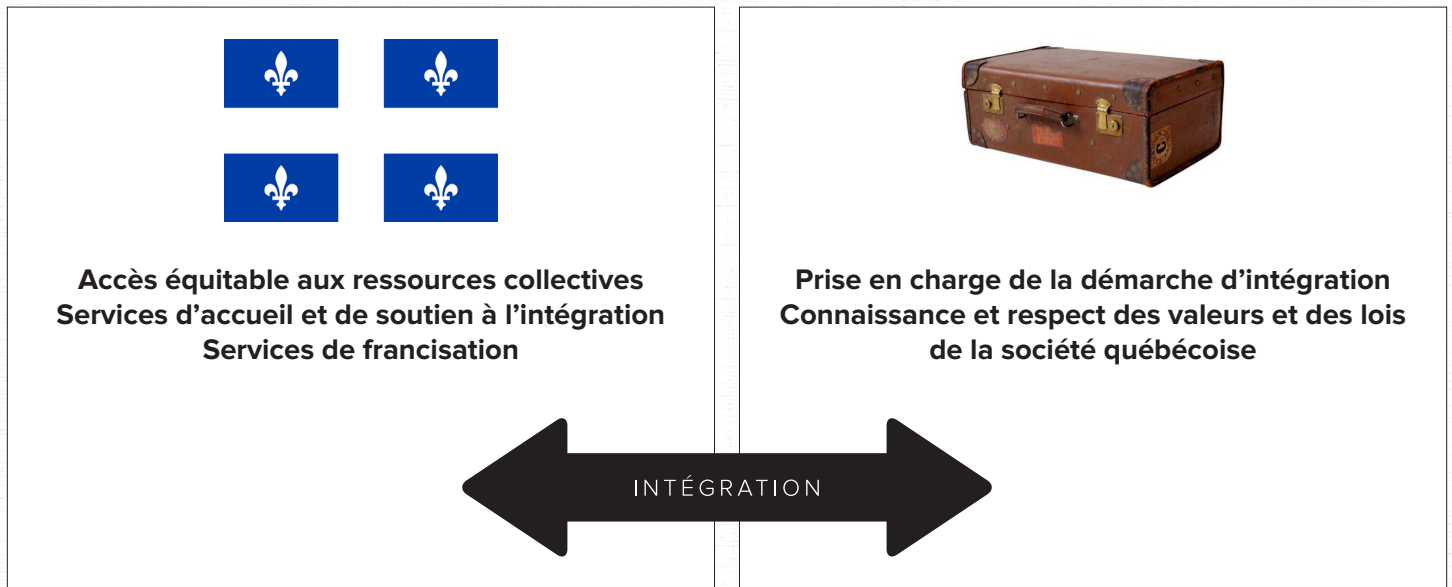 Accès équitable aux ressources collectives
Services d’accueil et de soutien à l’intégration
Services de francisation
Prise en charge de la démarche d’intégration
Connaissance et respect des valeurs et des lois
de la société québécoise
INTÉGRATION